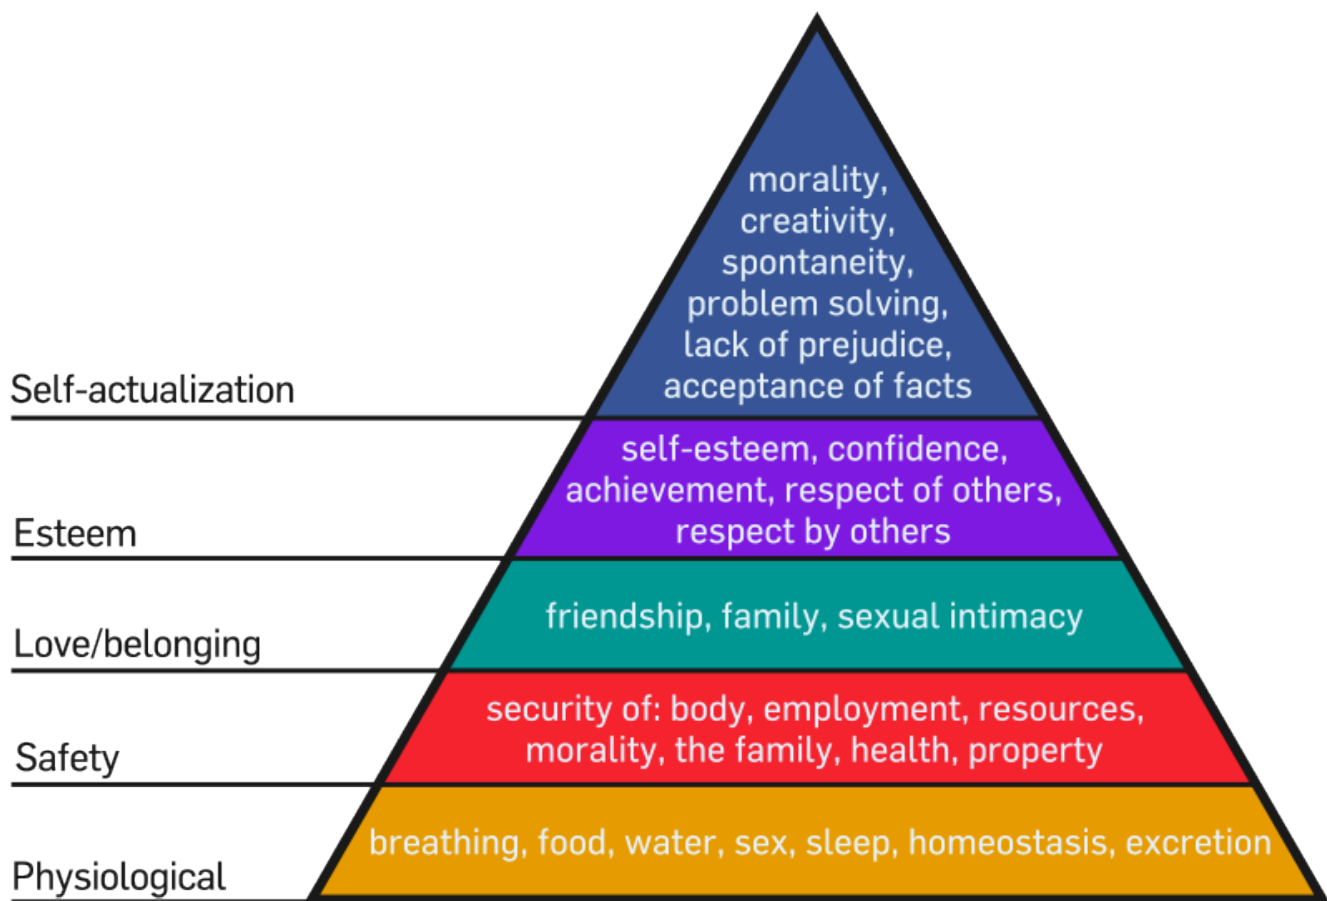 morality,
creativity,
spontaneity,
problem solving,
lack of prejudice,
acceptance of facts
Self-actualization
self-esteem, confidence,
achievement, respect of others,
respect by others
Esteem
friendship, family, sexual intimacy
Love/belonging
security of: body, employment, resources,
morality, the family, health, property
Safety
breathing, food, water, sex, sleep, homeostasis, excretion
Physiological